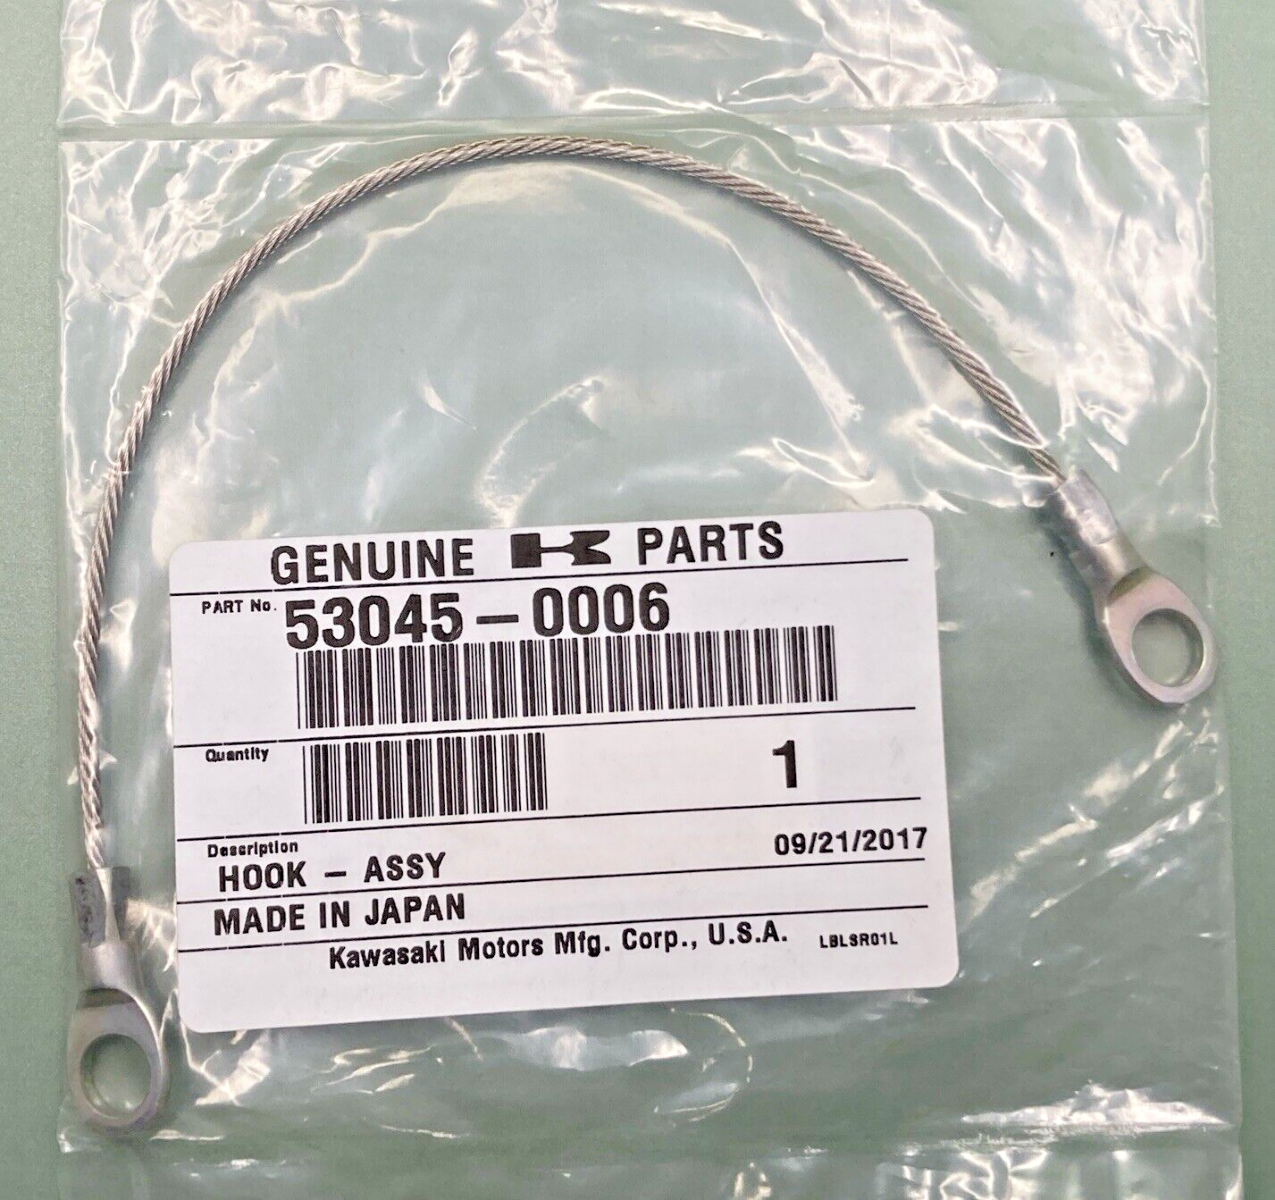 GENUINE K PARTS
PART No. 53045-0006
Quantity 1
Description 09/21/2017
HOOK - ASSY
MADE IN JAPAN
Kawasaki Motors Mfg. Corp., U.S.A. LBLSR01L